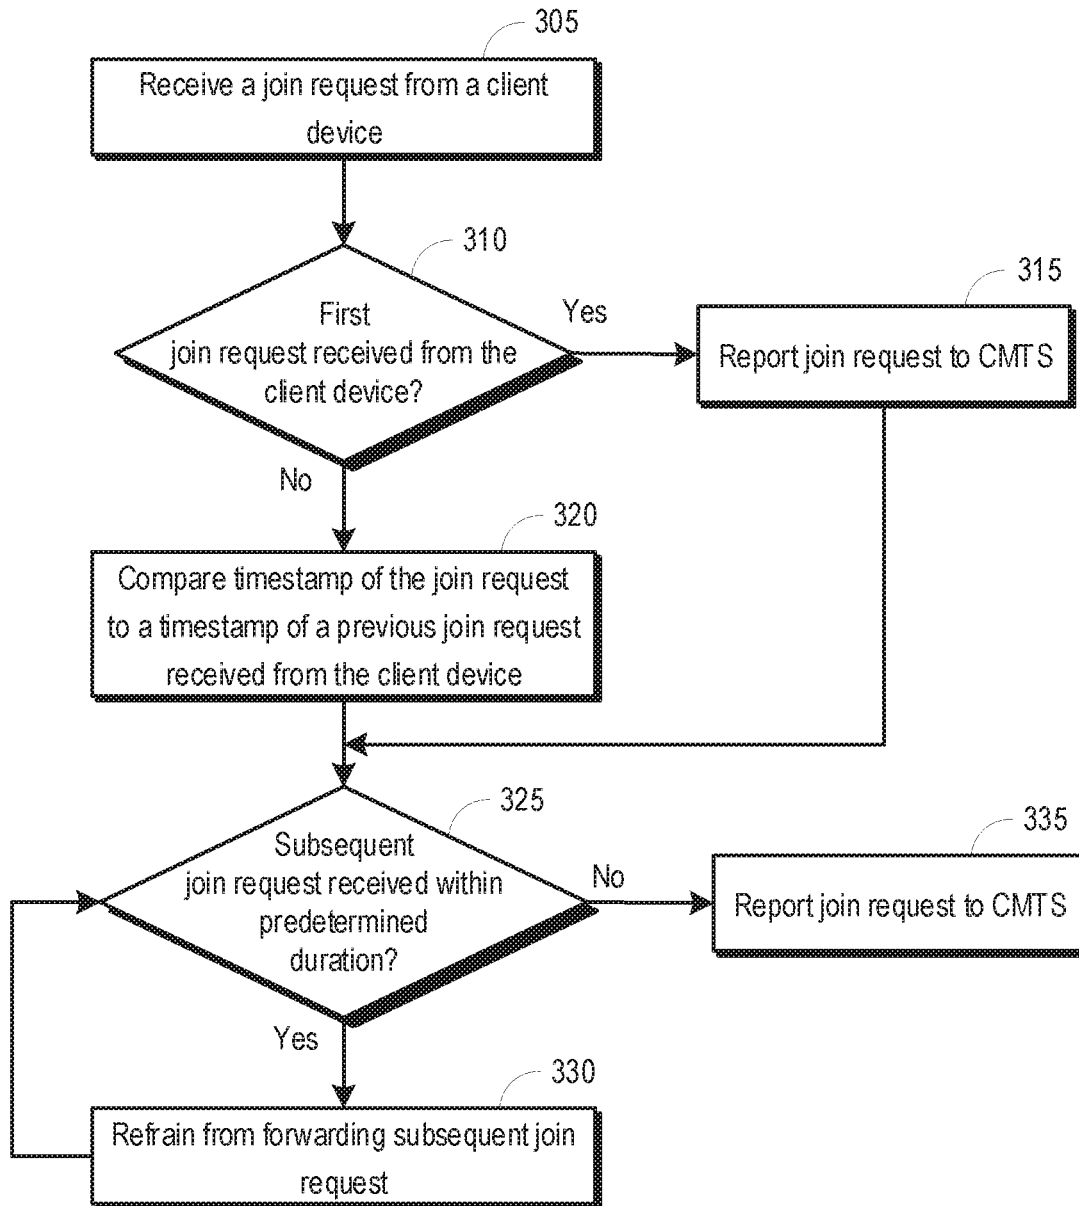 305
Receive a join request from a client
device
310
First
join request received from the
client device?
Yes
315
Report join request to CMTS
No
320
Compare timestamp of the join request
to a timestamp of a previous join request
received from the client device
325
Subsequent
join request received within
predetermined
duration?
No
335
Report join request to CMTS
Yes
330
Refrain from forwarding subsequent join
request